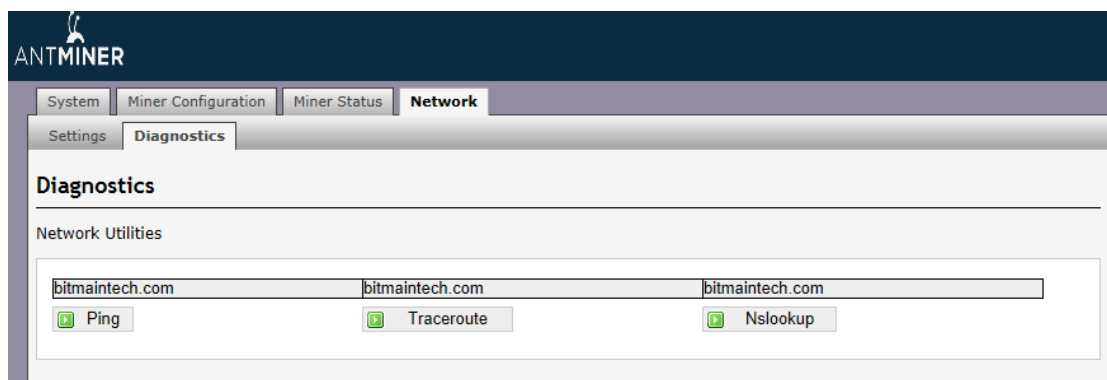 ANTMINER
System Miner Configuration Miner Status Network
Settings Diagnostics
Diagnostics
Network Utilities
bitmaintech.com bitmaintech.com bitmaintech.com
Ping Traceroute Nslookup